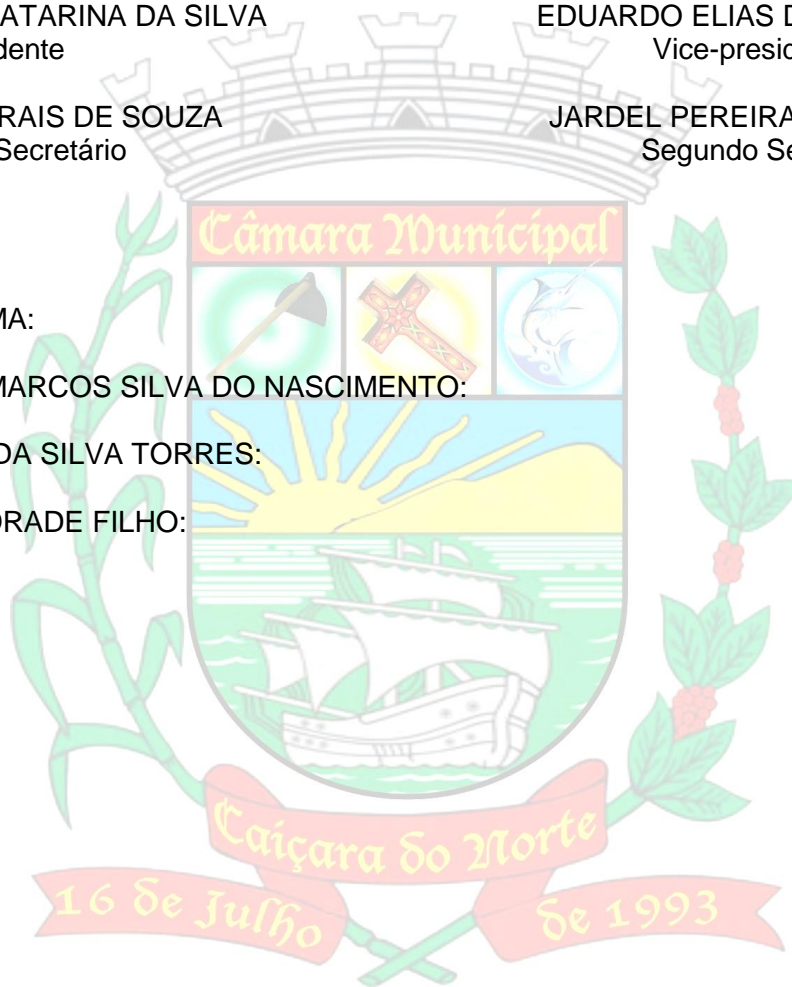 ATARINA DA SILVA EDUARDO ELIAS D
dente Vice-presid
RAIS DE SOUZA JARDEL PEREIRA
Secretário Segundo Se
Câmara Municipal
MA:
MARCOS SILVA DO NASCIMENTO:
DA SILVA TORRES:
DRADE FILHO:
Caiçara do Norte
16 de Julho de 1993